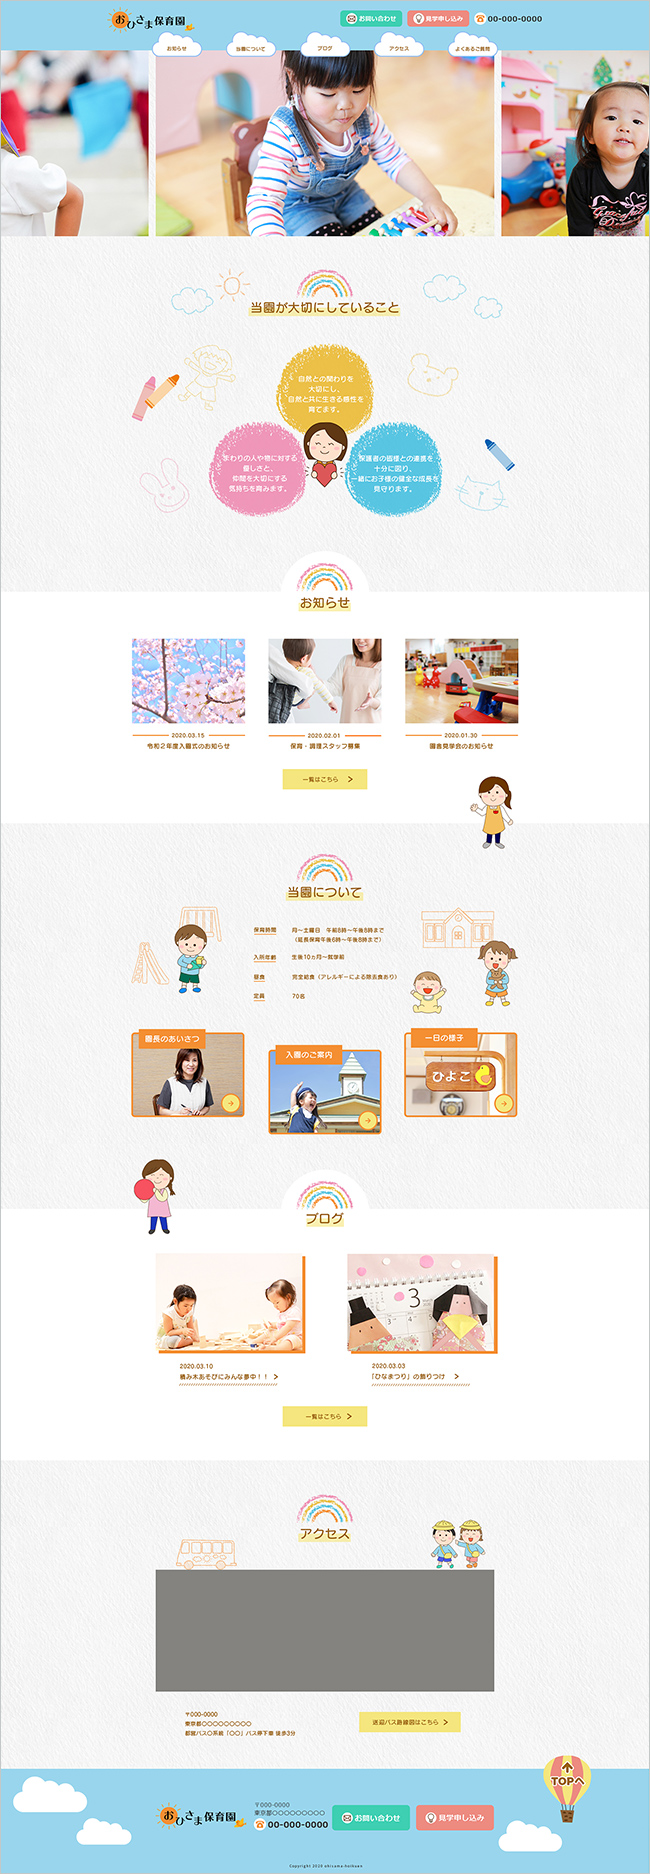 おひさま保育園
お問い合わせ
見学申し込み
00-000-0000
お知らせ
当園について
ブログ
アクセス
よくあるご質問
当園が大切にしていること
自然との関わりを
大切にし、
自然と共に生きる感性を
育てます。
まわりの人や物に対する
優しさと、
仲間を大切にする
気持ちを育みます。
保護者の皆様との連携を
十分に図り、
一緒にお子様の健全な成長を
見守ります。
お知らせ
2020.03.15
令和２年度入園式のお知らせ
2020.02.01
保育・調理スタッフ募集
2020.01.30
園舎見学会のお知らせ
一覧はこちら
当園について
保育時間
月〜土曜日　午前8時〜午後8時まで
（延長保育午後6時〜午後8時まで）
入所年齢
生後10ヵ月〜就学前
昼食
完全給食（アレルギーによる除去食あり）
定員
70名
園長のあいさつ
入園のご案内
一日の様子
ひよこ
ブログ
2020.03.10
積み木あそびにみんな夢中！！
3
2020.03.03
「ひなまつり」の飾りつけ
一覧はこちら
アクセス
〒000-0000
東京都〇〇〇〇〇〇〇〇〇
都営バス〇系統「〇〇」バス停下車 徒歩3分
送迎バス路線図はこちら
TOPへ
おひさま保育園
〒000-0000
東京都〇〇〇〇〇〇〇〇〇
00-000-0000
お問い合わせ
見学申し込み
Copyright 2020 ohisama-hoikuen